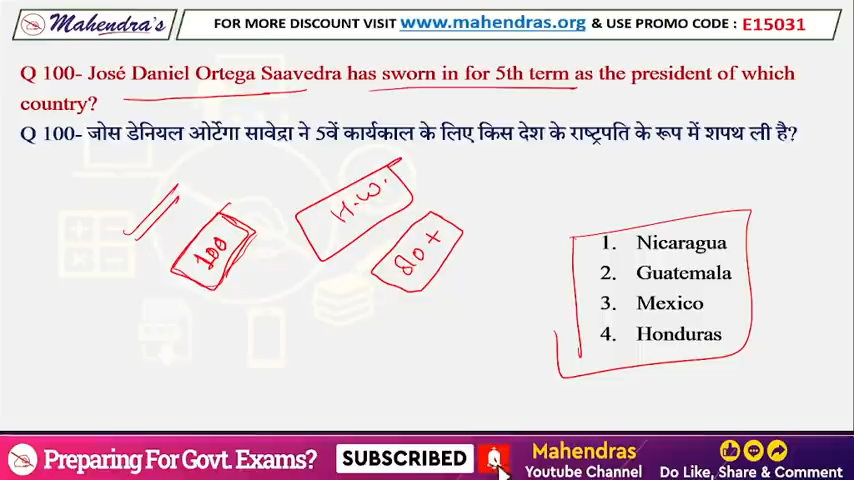 Mahendra's
FOR MORE DISCOUNT VISIT www.mahendras.org & USE PROMO CODE : E15031
Q 100- José Daniel Ortega Saavedra has sworn in for 5th term as the president of which
country?
Q 100- जोस डेनियल ओर्टेगा सावेद्रा ने 5वें कार्यकाल के लिए किस देश के राष्ट्रपति के रूप में शपथ ली है?
H.W.
100
80+
1. Nicaragua
2. Guatemala
3. Mexico
4. Honduras
Preparing For Govt. Exams?
SUBSCRIBED
Mahendras
Youtube Channel
Do Like, Share & Comment